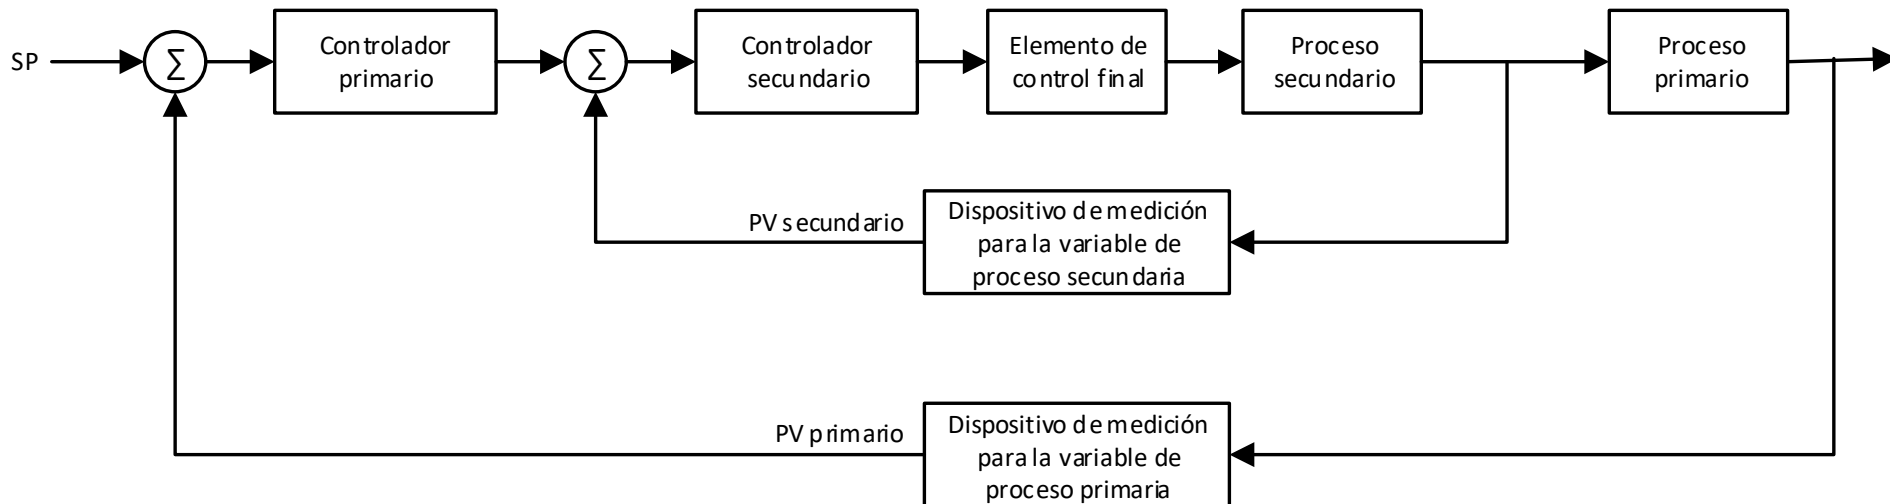 SP
∑
Controlador
primario
∑
Controlador
secundario
Elemento de
control final
Proceso
secundario
Proceso
primario
PV secundario
Dispositivo de medición
para la variable de
proceso secundaria
PV primario
Dispositivo de medición
para la variable de
proceso primaria